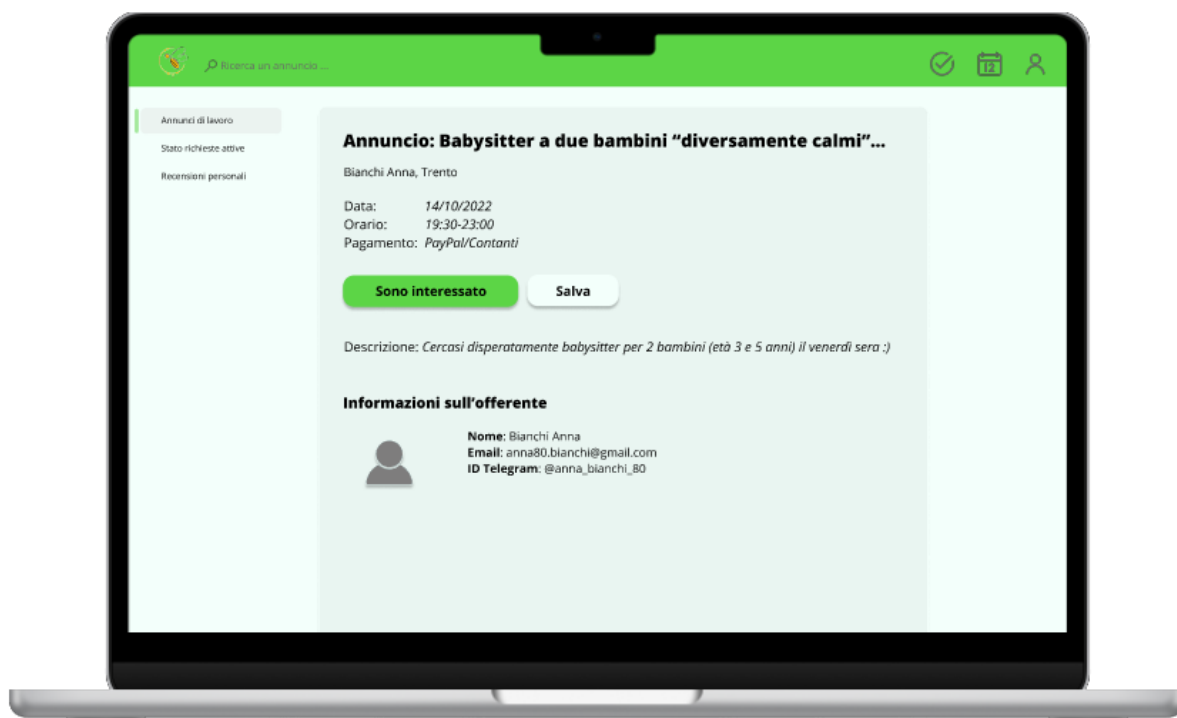 Ricerca un annuncio ...
12
Annunci di lavoro
Stato richieste attive
Recensioni personali
Annuncio: Babysitter a due bambini “diversamente calmi”...
Bianchi Anna, Trento
Data: 14/10/2022
Orario: 19:30-23:00
Pagamento: PayPal/Contanti
Sono interessato Salva
Descrizione: Cercasi disperatamente babysitter per 2 bambini (età 3 e 5 anni) il venerdì sera :)
Informazioni sull’offerente
Nome: Bianchi Anna
Email: anna80.bianchi@gmail.com
ID Telegram: @anna_bianchi_80